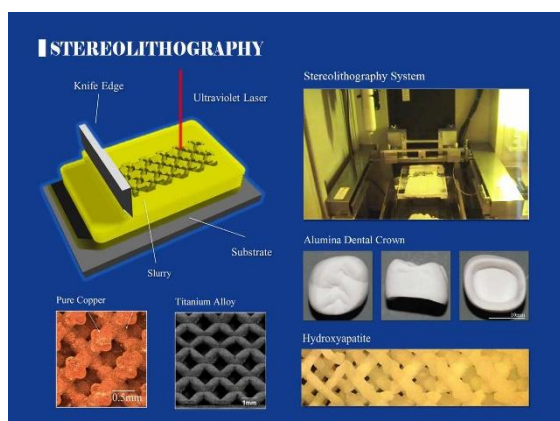 STEREOLITHOGRAPHY
Knife Edge
Ultraviolet Laser
Slurry
Substrate
Stereolithography System
Alumina Dental Crown
10mm
Pure Copper
0.5mm
Titanium Alloy
1mm
Hydroxyapatite